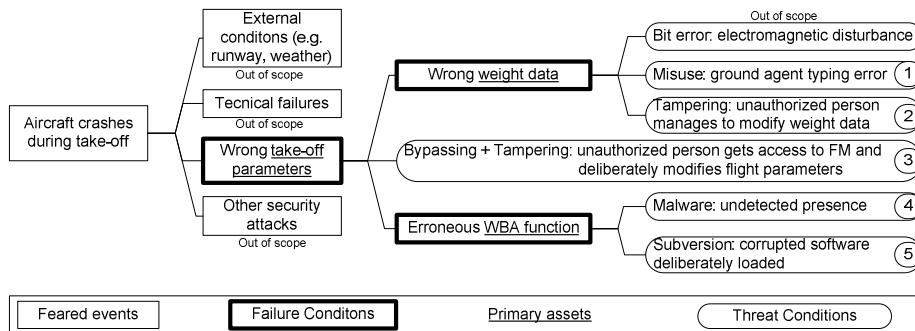 External
conditons (e.g.
runway, weather)
Out of scope
Tecnical failures
Out of scope
Aircraft crashes
during take-off
Wrong take-off
parameters
Other security
attacks
Out of scope
Wrong weight data
Erroneous WBA function
Out of scope
Bit error: electromagnetic disturbance
Misuse: ground agent typing error
1
Tampering: unauthorized person
manages to modify weight data
2
Bypassing + Tampering: unauthorized person gets access to FM and
deliberately modifies flight parameters
3
Malware: undetected presence
4
Subversion: corrupted software
deliberately loaded
5
Feared events
Failure Conditons
Primary assets
Threat Conditions